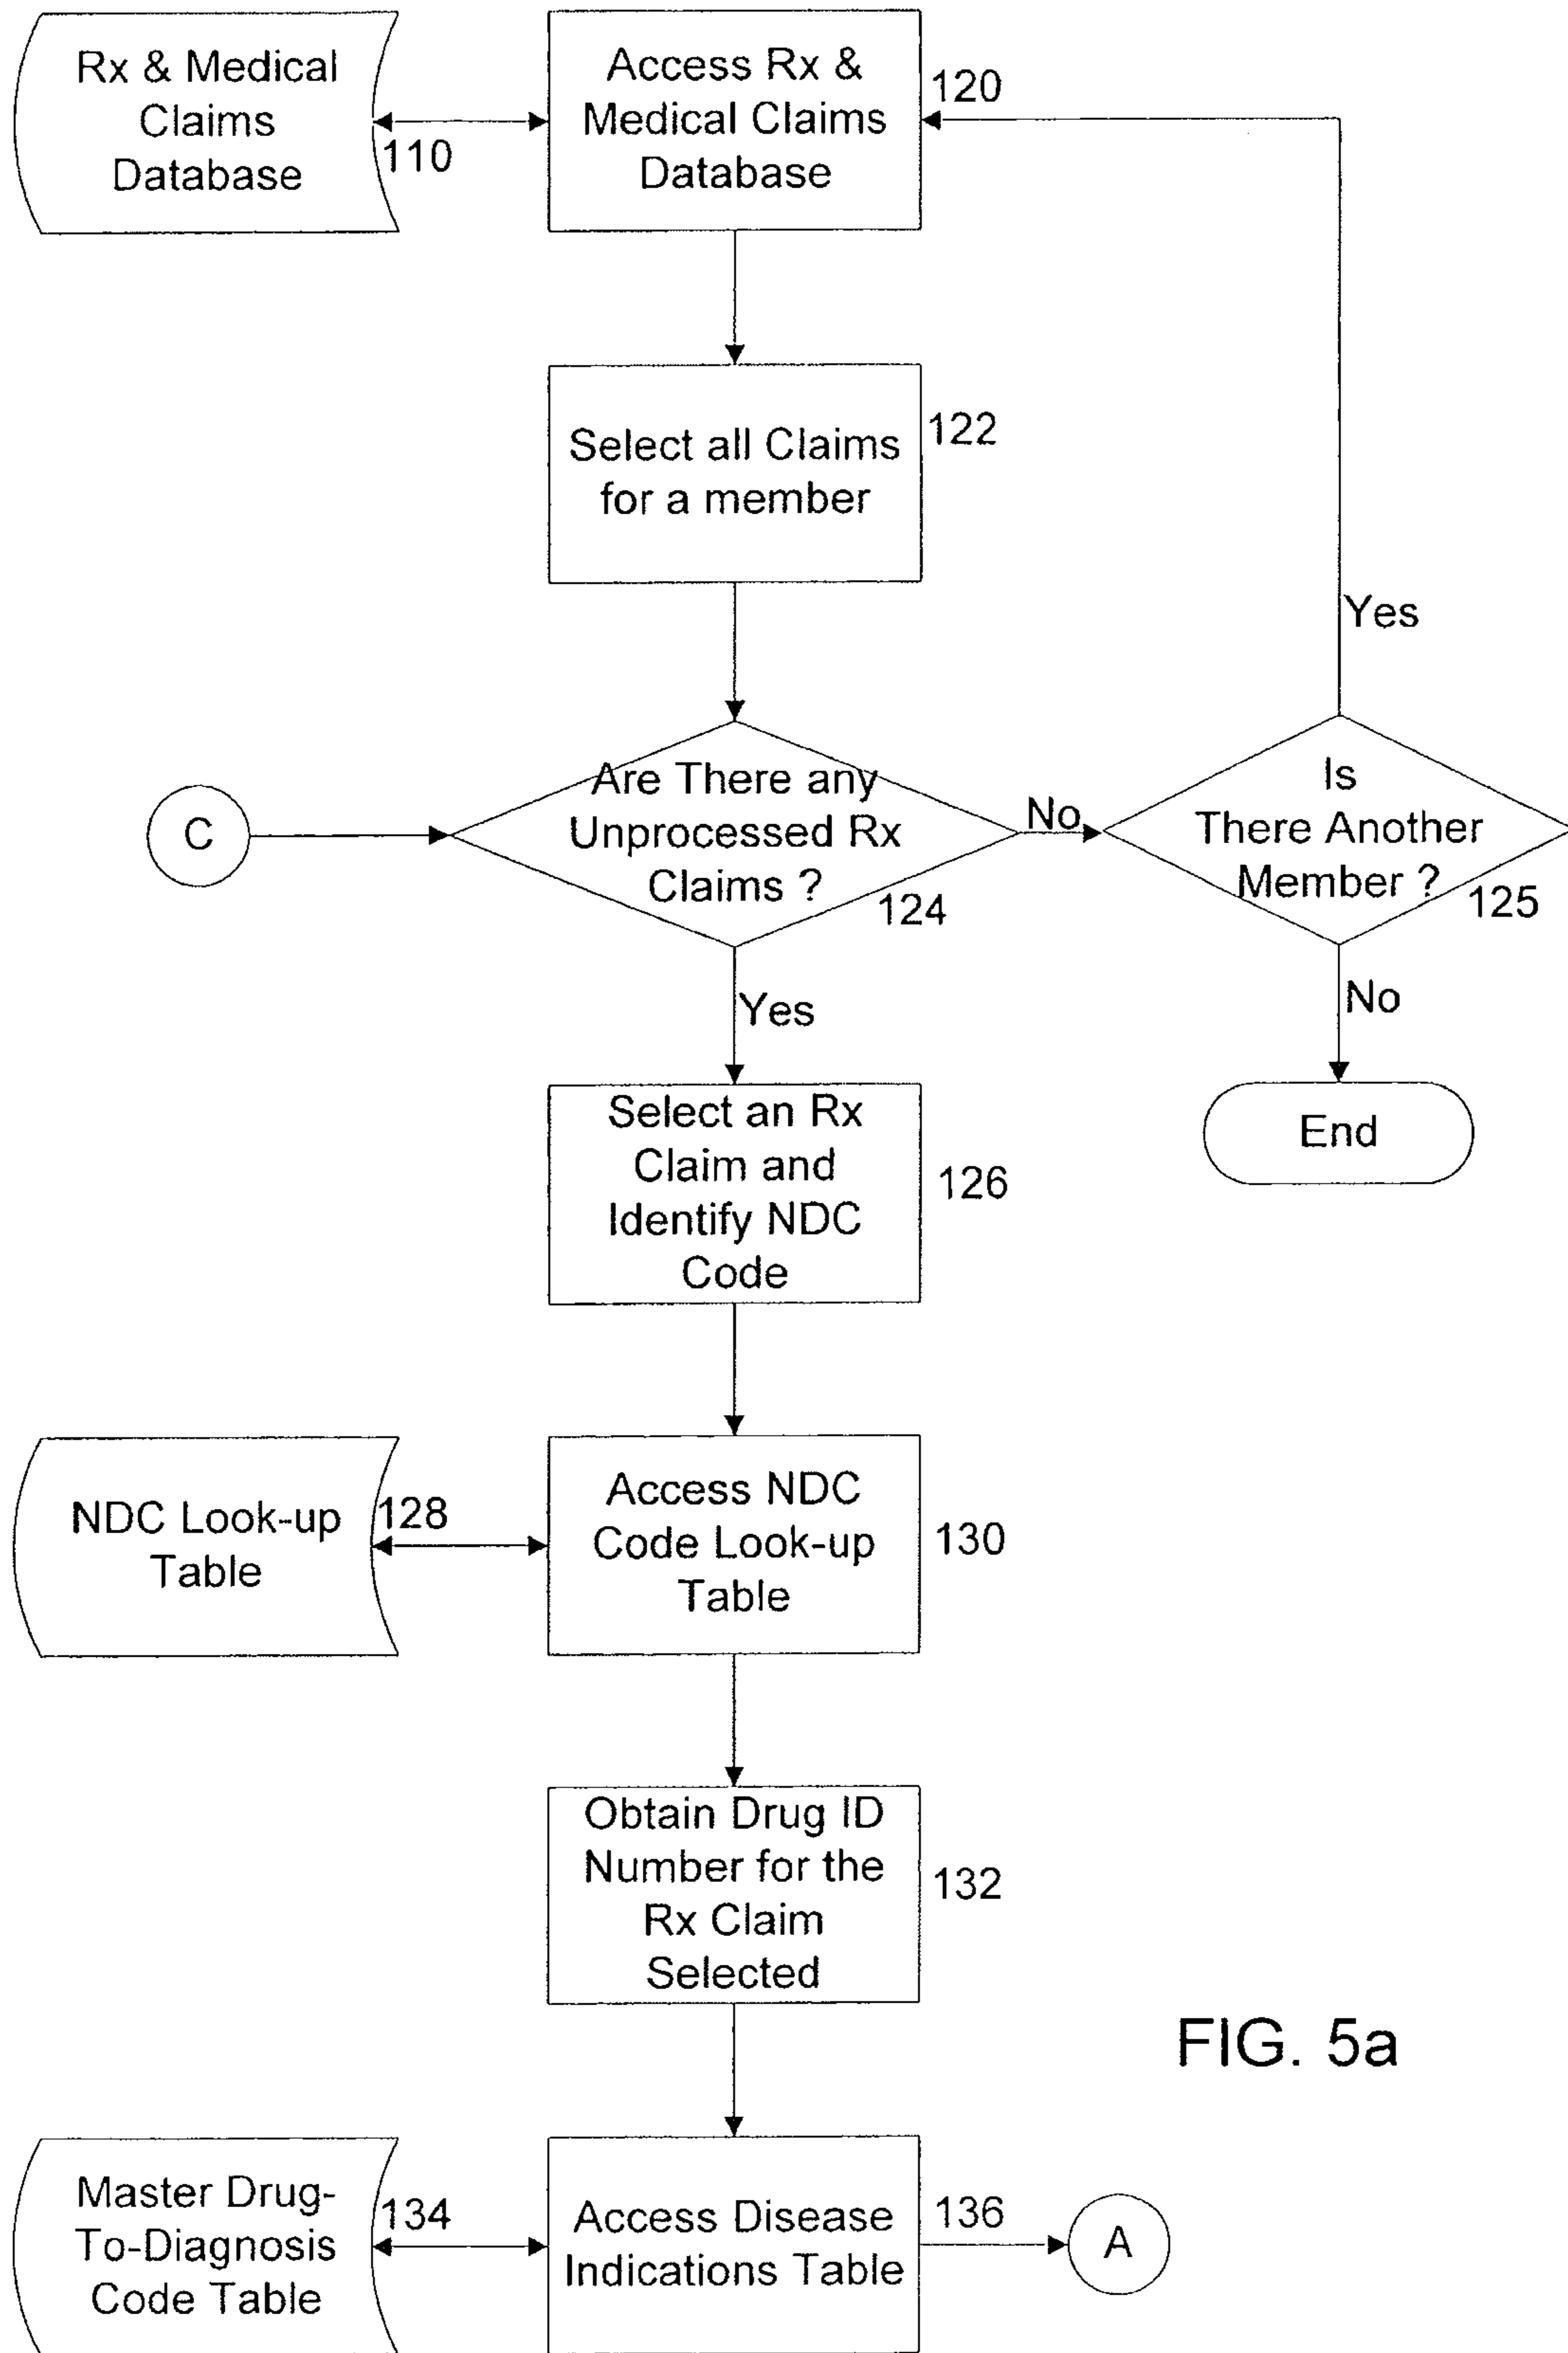 Rx & Medical
Claims
Database
110
Access Rx &
Medical Claims
Database
120
Select all Claims
for a member
122
Yes
C
Are There any
Unprocessed Rx
Claims ?
124
No
Is
There Another
Member ?
125
Yes
No
Select an Rx
Claim and
Identify NDC
Code
126
End
NDC Look-up
Table
128
Access NDC
Code Look-up
Table
130
Obtain Drug ID
Number for the
Rx Claim
Selected
132
FIG. 5a
Master Drug-
To-Diagnosis
Code Table
134
Access Disease
Indications Table
136
A